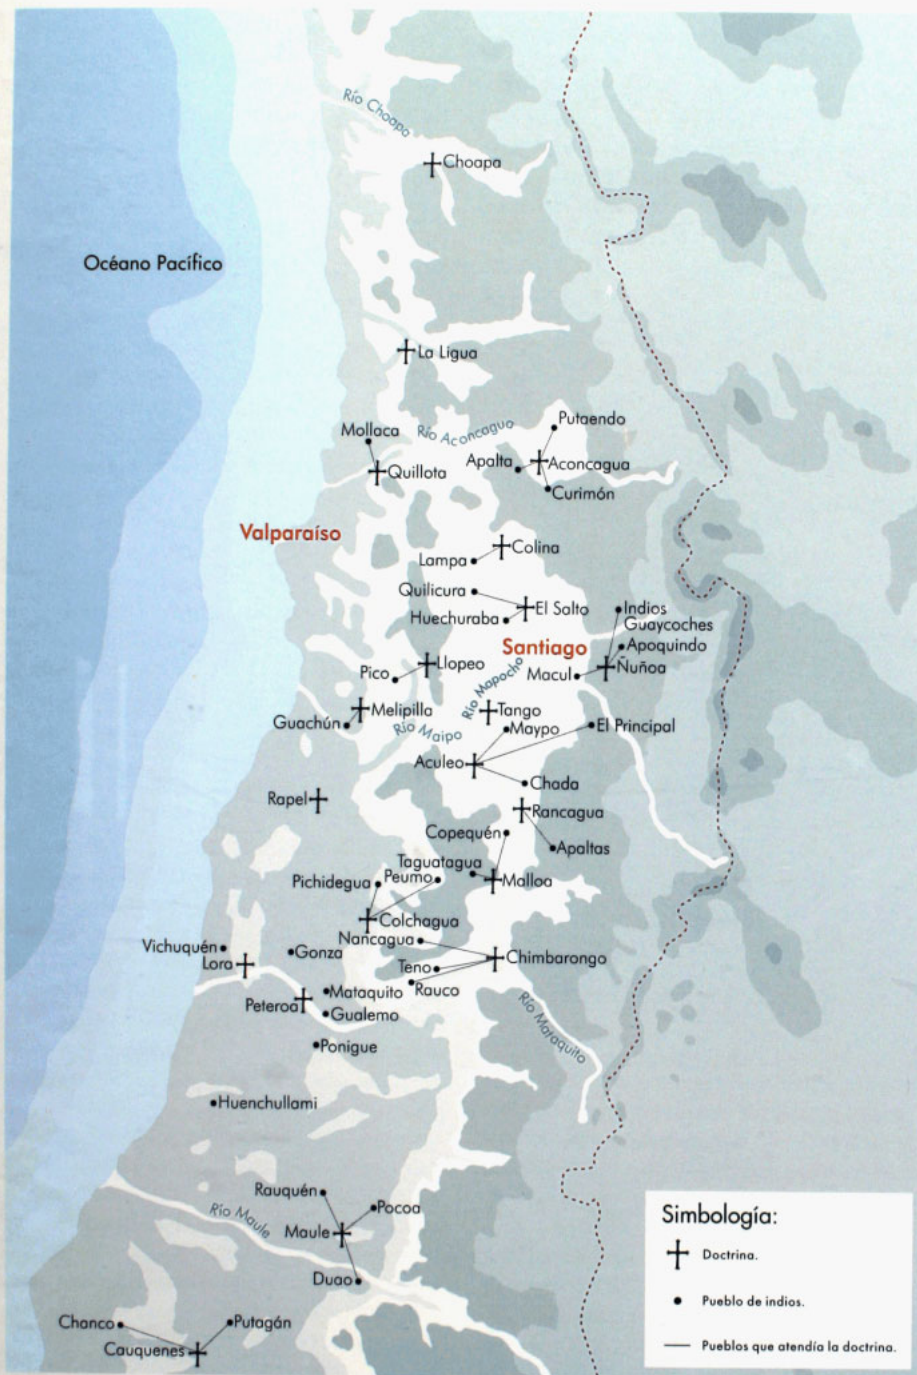 Río Choapa
Choapa
Océano Pacífico
La Ligua
Putaendo
Mollaca
Río Aconcagua
Apalta
Aconcagua
Quillota
Curimón
Valparaíso
Colina
Lampa
Quilicura
El Salto
Indios
Guaycoches
Huechuraba
Santiago
Apoquindo
Llopeo
Ñuñoa
Pico
Macul
Río Mapocho
Melipilla
Tango
Guachún
Río Maipo
Maypo
El Principal
Aculeo
Chada
Rapel
Rancagua
Copequén
Apaltas
Taguatagua
Peumo
Malloa
Pichidegua
Colchagua
Nancagua
Vichuquén
Gonza
Chimbarongo
Lora
Teno
Rauco
Mataquito
Peteroa
Gualemo
Río Mataquito
Ponigue
Huenchullami
Rauquén
Pocoa
Río Maule
Maule
Duao
Chanco
Putagán
Cauquenes
Simbología:
Doctrina.
Pueblo de indios.
Pueblos que atendía la doctrina.